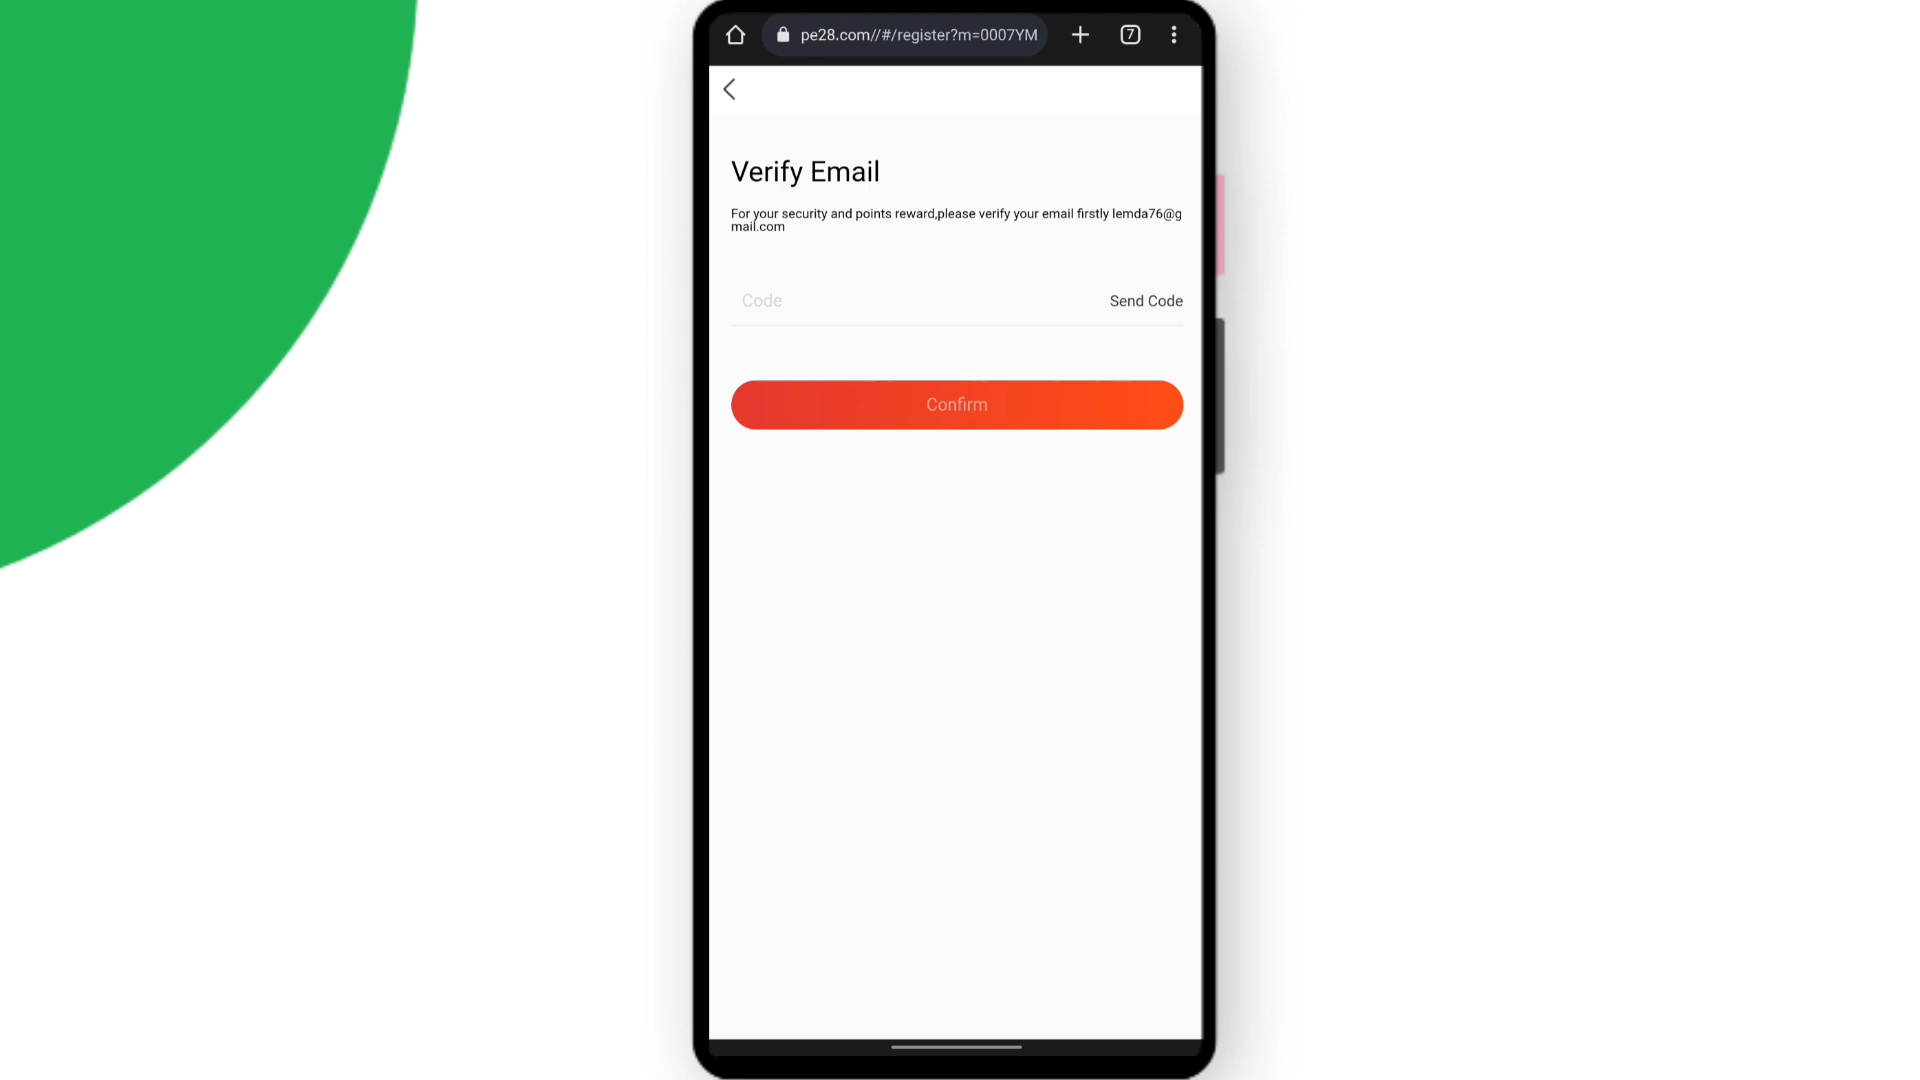 pe28.com//#/register?m=0007YM
7
Verify Email
For your security and points reward,please verify your email firstly lemda76@g
mail.com
Code
Send Code
Confirm